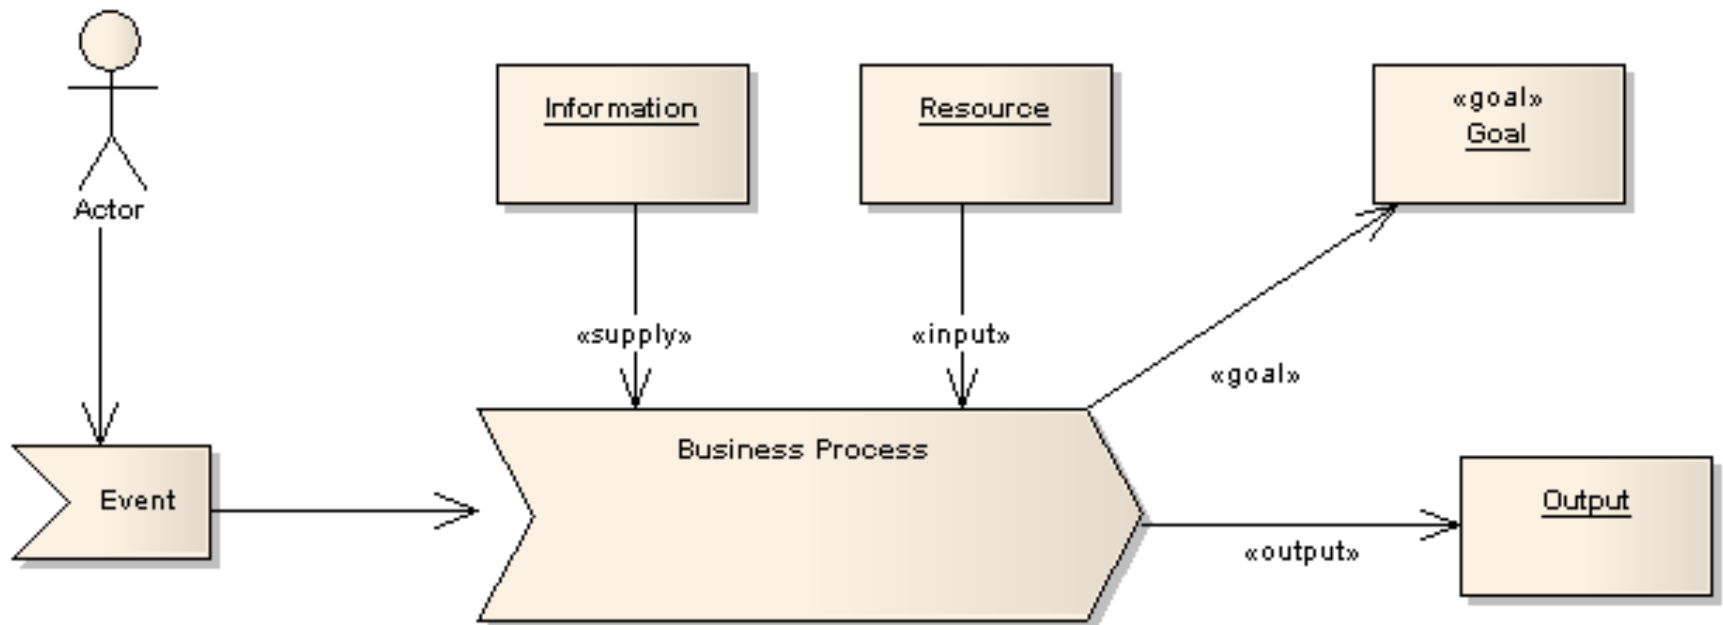 Actor
Information
Resource
«goal»
Goal
«supply»
«input»
«goal»
Event
Business Process
Output
«output»